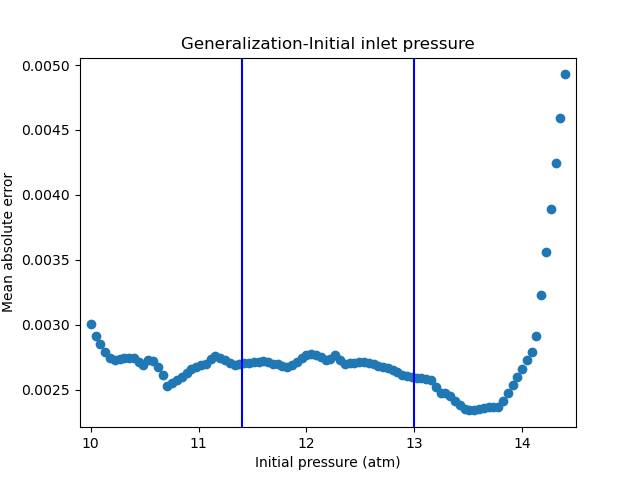 Generalization-Initial inlet pressure
0.0050
0.0045
0.0040
0.0035
0.0030
0.0025
Mean absolute error
10 11 12 13 14
Initial pressure (atm)